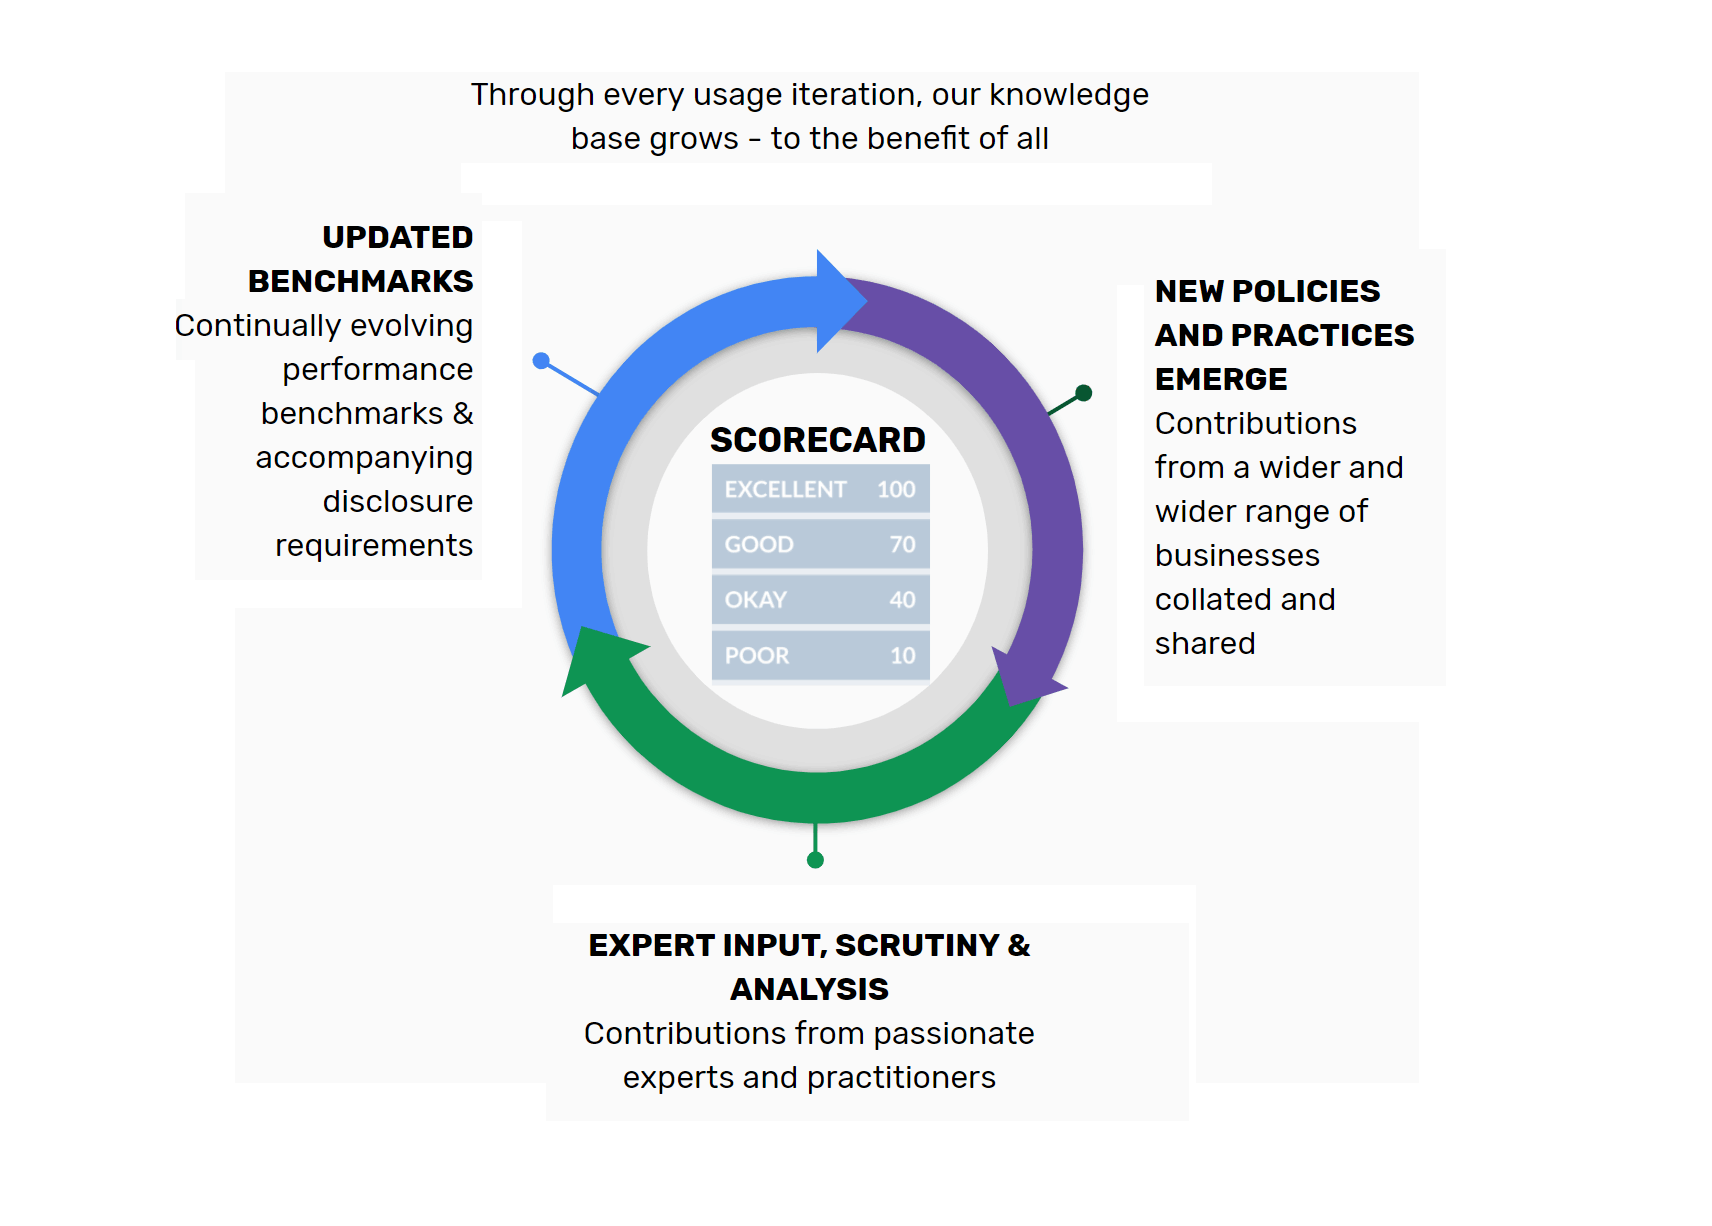 Through every usage iteration, our knowledge
base grows - to the benefit of all
UPDATED
BENCHMARKS
Continually evolving
performance
benchmarks &
accompanying
disclosure
requirements
NEW POLICIES
AND PRACTICES
EMERGE
Contributions
from a wider and
wider range of
businesses
collated and
shared
SCORECARD
EXCELLENT 100
GOOD 70
OKAY 40
POOR 10
EXPERT INPUT, SCRUTINY &
ANALYSIS
Contributions from passionate
experts and practitioners